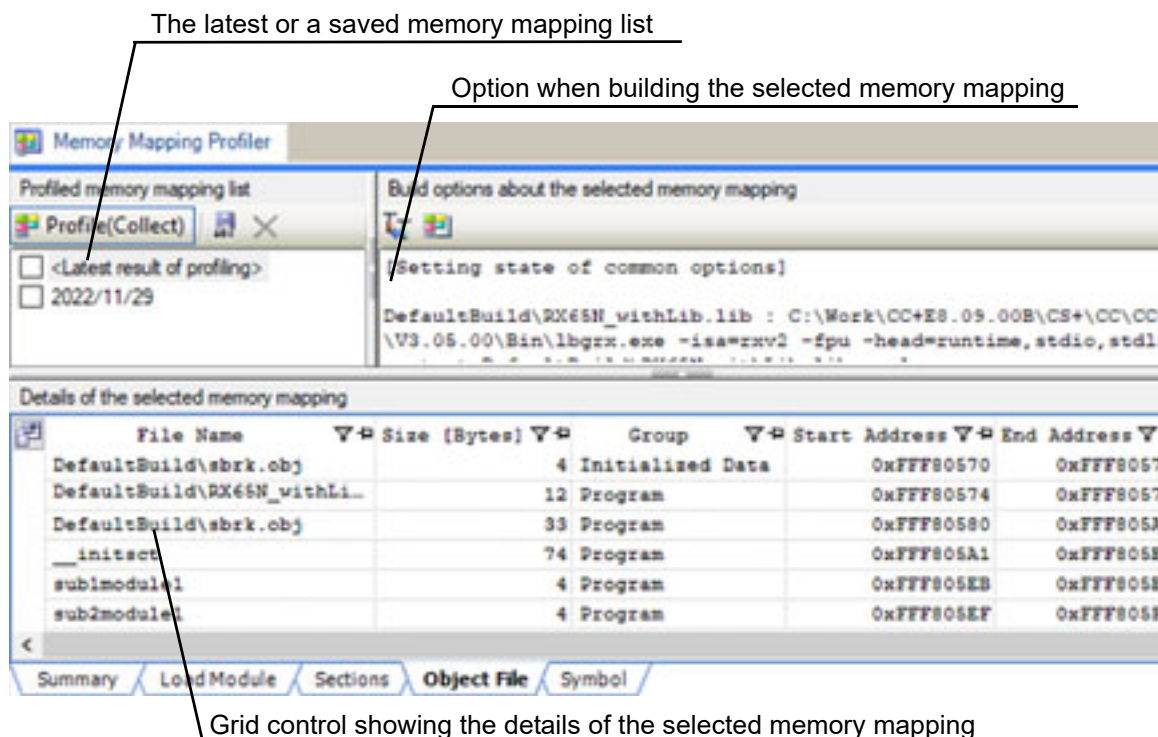 The latest or a saved memory mapping list
Option when building the selected memory mapping
Memory Mapping Profiler
Profiled memory mapping list
Build options about the selected memory mapping
Profile(Collect)
<Latest result of profiling>
[Setting state of common options]
2022/11/29
DefaultBuild\RX65N_withLib.lib : C:\Work\CC+E8.09.00B\CS+\CC\CC
\V3.05.00\Bin\lbgrx.exe -isa=rxv2 -fpu -head=runtime,stdio,stdl
Details of the selected memory mapping
File Name Size [Bytes] Group Start Address End Address
DefaultBuild\sbrk.obj 4 Initialized Data 0xFFF80570 0xFFF8057
DefaultBuild\RX65N_withLi... 12 Program 0xFFF80574 0xFFF8057
DefaultBuild\sbrk.obj 33 Program 0xFFF80580 0xFFF805A
__initsct 74 Program 0xFFF805A1 0xFFF805E
sub1module1 4 Program 0xFFF805EB 0xFFF805E
sub2module1 4 Program 0xFFF805EF 0xFFF805F
Summary Load Module Sections Object File Symbol
Grid control showing the details of the selected memory mapping